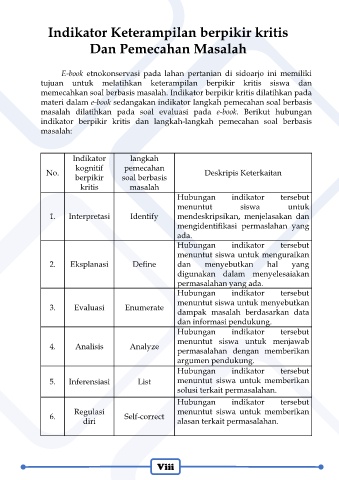 Indikator Keterampilan berpikir kritis
Dan Pemecahan Masalah
E-book etnokonservasi pada lahan pertanian di sidoarjo ini memiliki
tujuan untuk melatihkan keterampilan berpikir kritis siswa dan
memecahkan soal berbasis masalah. Indikator berpikir kritis dilatihkan pada
materi dalam e-book sedangakan indikator langkah pemecahan soal berbasis
masalah dilatihkan pada soal evaluasi pada e-book. Berikut hubungan
indikator berpikir kritis dan langkah-langkah pemecahan soal berbasis
masalah:
No.
Indikator
kognitif
berpikir
kritis
langkah
pemecahan
soal berbasis
masalah
Deskripis Keterkaitan
1. Interpretasi Identify
Hubungan indikator tersebut
menuntut siswa untuk
mendeskripsikan, menjelasakan dan
mengidentifikasi permaslahan yang
ada.
2. Eksplanasi Define
Hubungan indikator tersebut
menuntut siswa untuk menguraikan
dan menyebutkan hal yang
digunakan dalam menyelesaiakan
permasalahan yang ada.
3. Evaluasi Enumerate
Hubungan indikator tersebut
menuntut siswa untuk menyebutkan
dampak masalah berdasarkan data
dan informasi pendukung.
4. Analisis Analyze
Hubungan indikator tersebut
menuntut siswa untuk menjawab
permasalahan dengan memberikan
argumen pendukung.
5. Inferensiasi List
Hubungan indikator tersebut
menuntut siswa untuk memberikan
solusi terkait permasalahan.
6. Regulasi
diri
Self-correct
Hubungan indikator tersebut
menuntut siswa untuk memberikan
alasan terkait permasalahan.
Viii